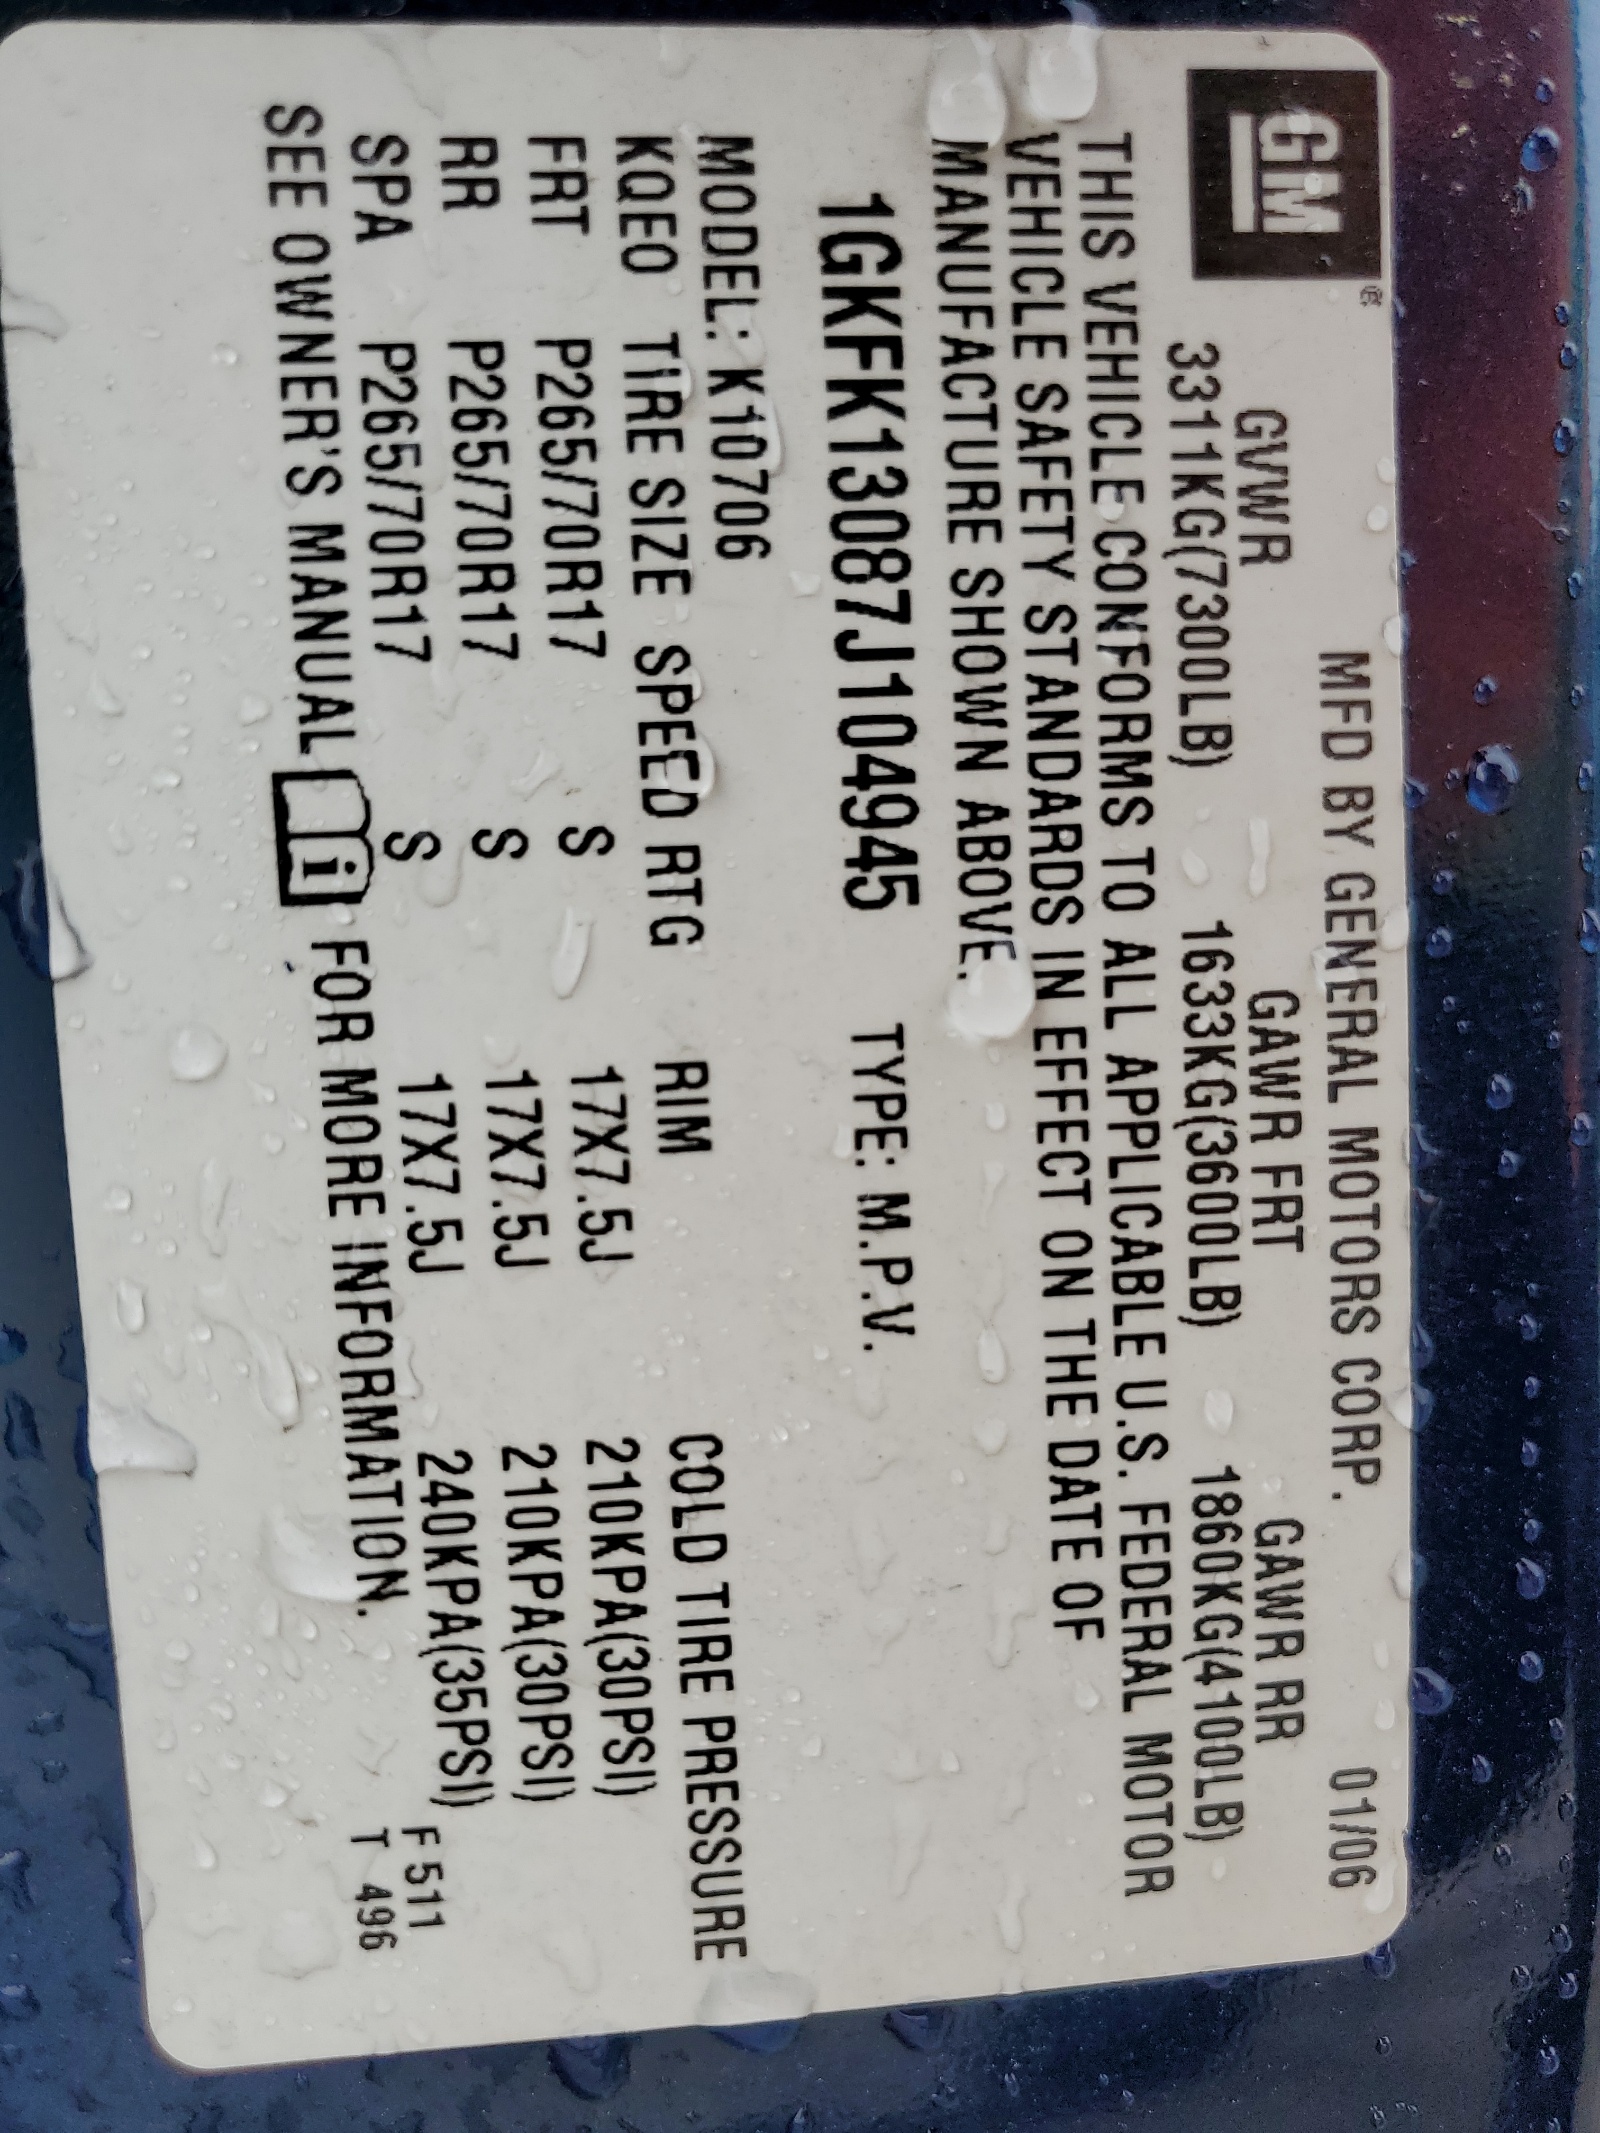 GM®
MFD BY GENERAL MOTORS CORP. 01/06
GVWR GAWR FRT GAWR RR
3311KG(7300LB) 1633KG(3600LB) 1860KG(4100LB)
THIS VEHICLE CONFORMS TO ALL APPLICABLE U.S. FEDERAL MOTOR
VEHICLE SAFETY STANDARDS IN EFFECT ON THE DATE OF
MANUFACTURE SHOWN ABOVE.
1GKFK13087J104945 TYPE: M.P.V.
MODEL: K10706
KQEO TIRE SIZE SPEED RTG RIM COLD TIRE PRESSURE
FRT P265/70R17 S 17X7.5J 210KPA(30PSI)
RR P265/70R17 S 17X7.5J 210KPA(30PSI)
SPA P265/70R17 S 17X7.5J 240KPA(35PSI)
SEE OWNER'S MANUAL i FOR MORE INFORMATION.
F 511
T 496